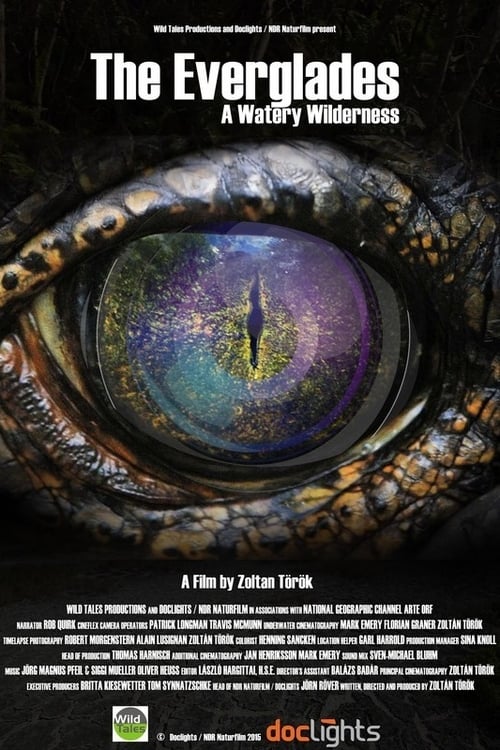 Wild Tales Productions and Doclights / NDR Naturfilm present
The Everglades
A Watery Wilderness
A Film by Zoltan Török
WILD TALES PRODUCTIONS AND DOCLIGHTS / NDR NATURFILM IN ASSOCIATIONS WITH NATIONAL GEOGRAPHIC CHANNEL ARTE ORF
NARRATOR ROB QUIRK CINEFLEX CAMERA OPERATORS PATRICK LONGMAN TRAVIS MCMUNN UNDERWATER CINEMATOGRAPHY MARK EMERY FLORIAN GRANER ZOLTÁN TÖRÖK
TIMELAPSE PHOTOGRAPHY ROBERT MORGENSTERN ALAIN LUSIGNAN ZOLTÁN TÖRÖK COLORIST HENNING SANCKEN LOCATION HELPER GARL HARROLD PRODUCTION MANAGER SINA KNOLL
HEAD OF PRODUCTION THOMAS HARNISCH ADDITIONAL CINEMATOGRAPHY JAN HENRIKSSON MARK EMERY SOUND MIX SVEN-MICHAEL BLUHM
MUSIC JÖRG MAGNUS PFEIL & SIGGI MUELLER OLIVER HEUSS EDITOR LÁSZLÓ HARGITTAI, H.S.E. DIRECTOR'S ASSISTANT BALÁZS BADÁR PRINCIPAL CINEMATOGRAPHY ZOLTÁN TÖRÖK
EXECUTIVE PRODUCERS BRITTA KIESEWETTER TOM SYNNATZSCHKE HEAD OF NDR NATURFILM / DOCLIGHTS JÖRN RÖVER WRITTEN, DIRECTED AND PRODUCED BY ZOLTÁN TÖRÖK
Wild
Tales
© Doclights / NDR Naturfilm 2015 doclights